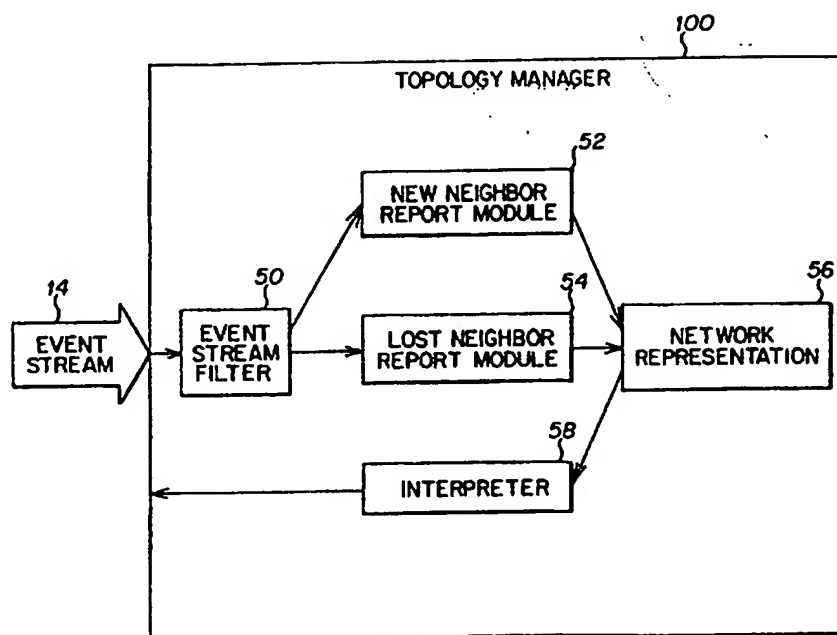 100
TOPOLOGY MANAGER
52
NEW NEIGHBOR
REPORT MODULE
14
EVENT
STREAM
50
EVENT
STREAM
FILTER
54
LOST NEIGHBOR
REPORT MODULE
56
NETWORK
REPRESENTATION
58
INTERPRETER